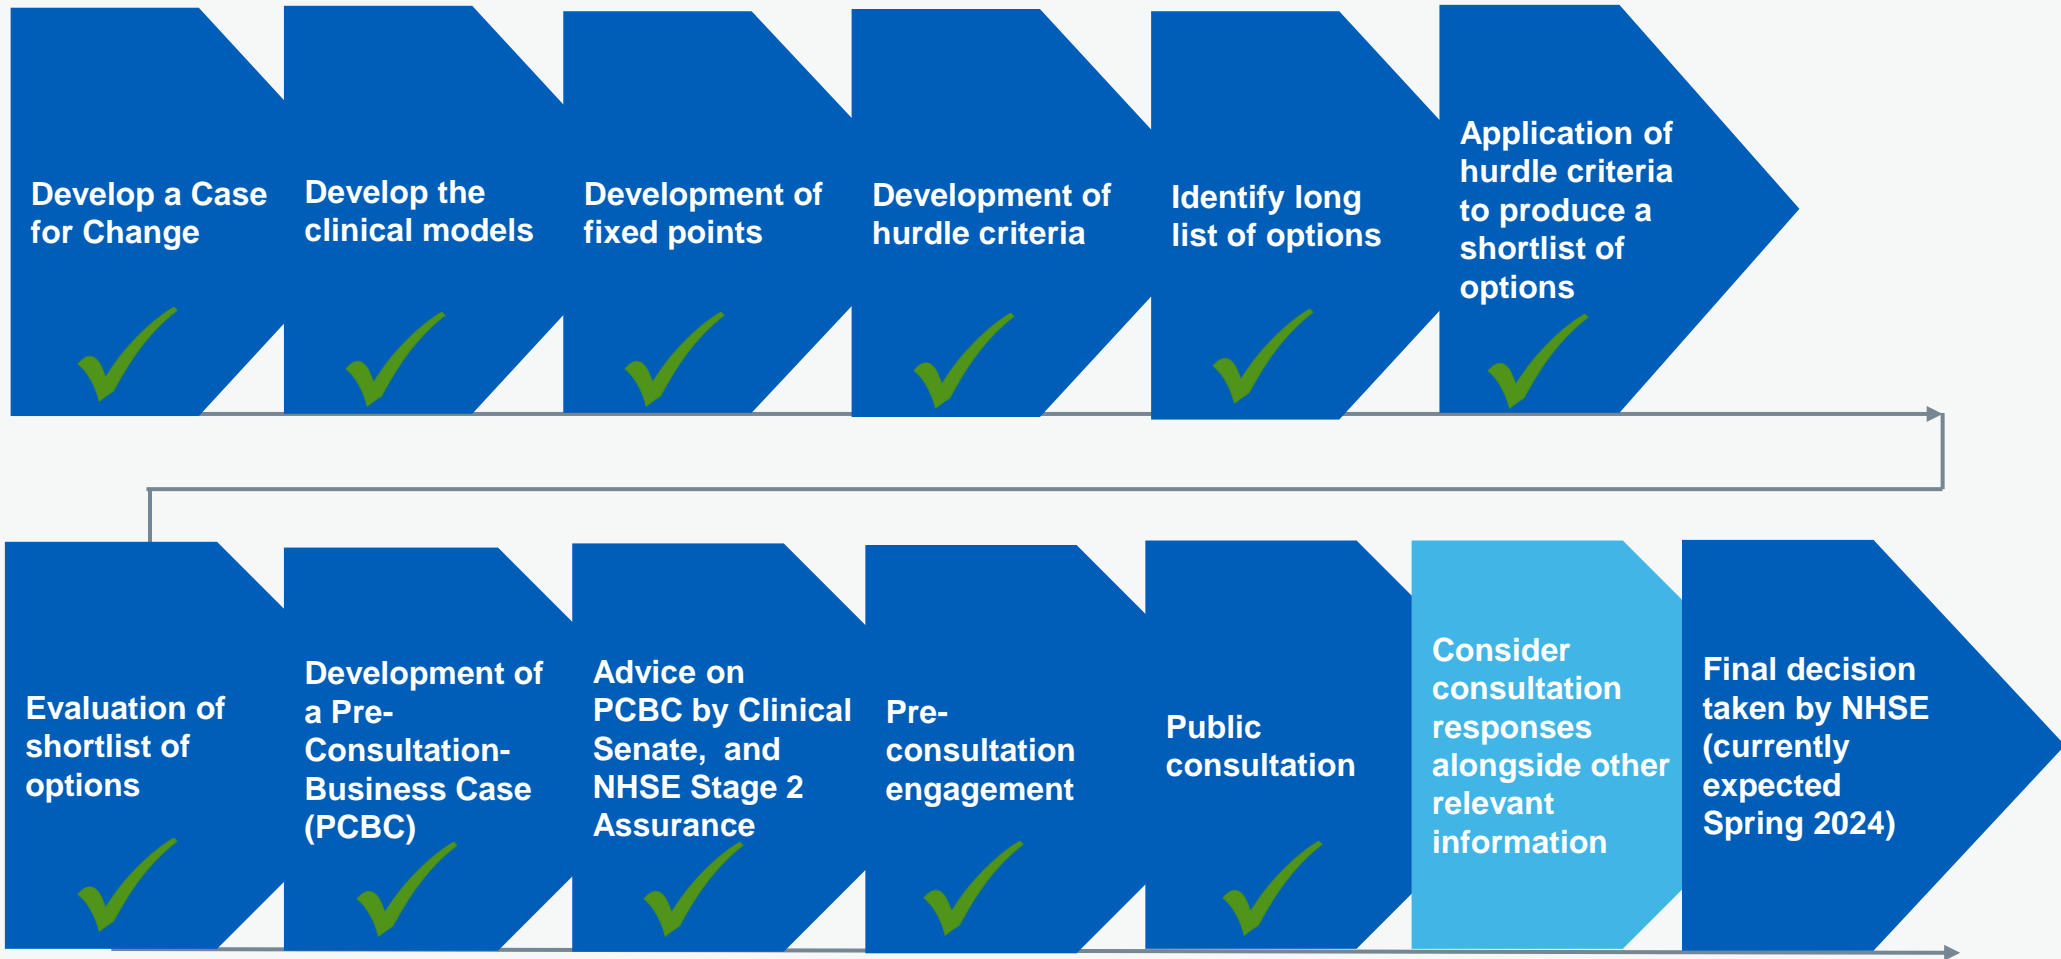 Develop a Case
for Change
Develop the
clinical models
Development of
fixed points
Development of
hurdle criteria
Identify long
list of options
Application of
hurdle criteria
to produce a
shortlist of
options
Evaluation of
shortlist of
options
Development of
a Pre-
Consultation-
Business Case
(PCBC)
Advice on
PCBC by Clinical
Senate, and
NHSE Stage 2
Assurance
Pre-
consultation
engagement
Public
consultation
Consider
consultation
responses
alongside other
relevant
information
Final decision
taken by NHSE
(currently
expected
Spring 2024)